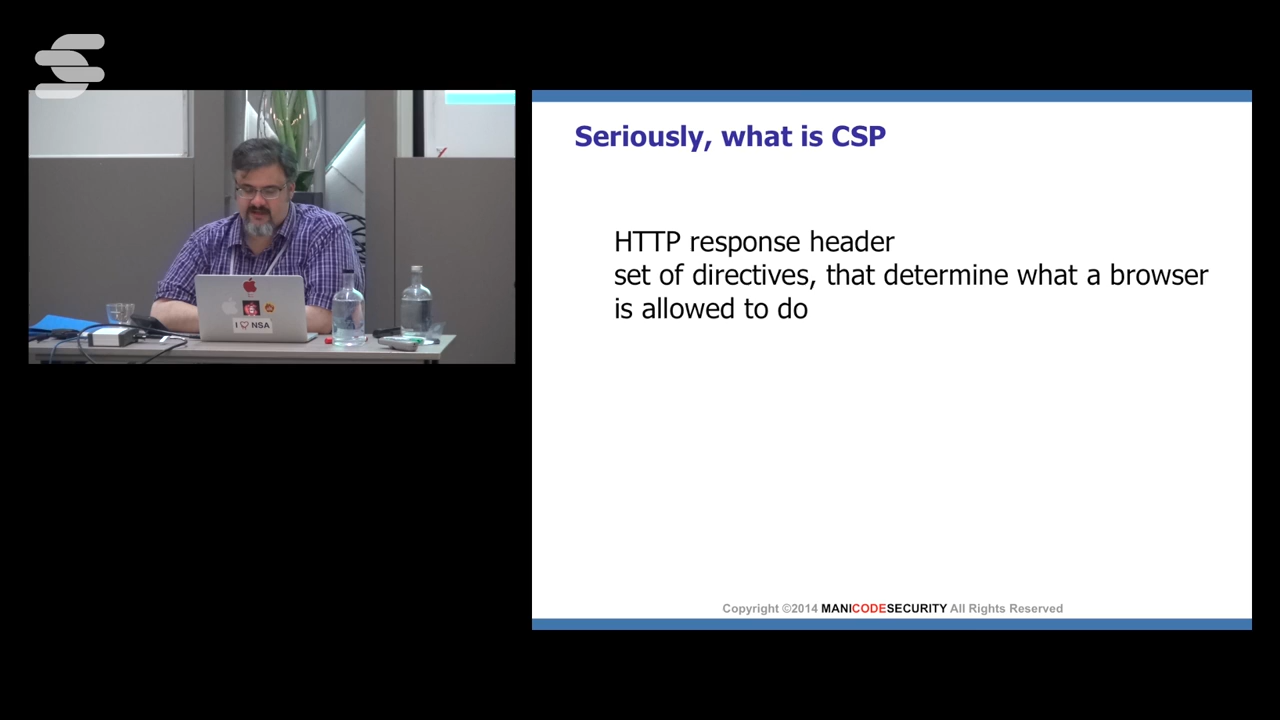 Seriously, what is CSP
HTTP response header
set of directives, that determine what a browser
is allowed to do
I NSA
Copyright ©2014 MANICODESECURITY All Rights Reserved